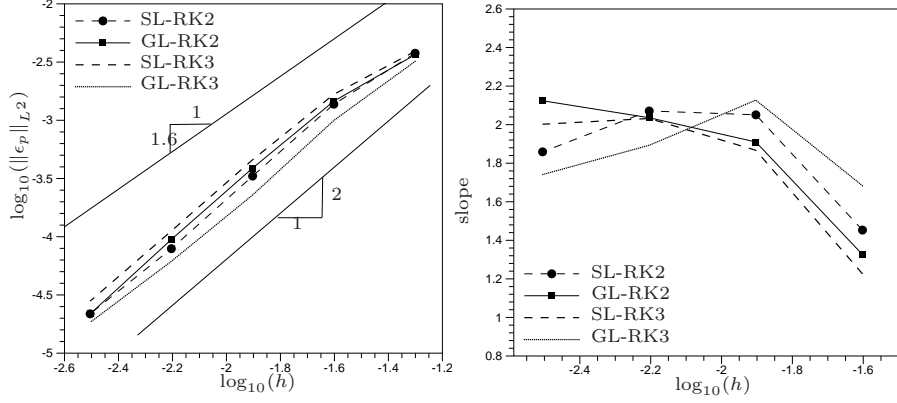 -2
-2.5
-3
-3.5
-4
-4.5
-5
log₁₀(‖ϵₚ‖_{L²})
SL-RK2
GL-RK2
SL-RK3
GL-RK3
1
1.6
2
1
-2.6 -2.4 -2.2 -2 -1.8 -1.6 -1.4 -1.2
log₁₀(h)
2.6
2.4
2.2
2
1.8
1.6
1.4
1.2
1
0.8
slope
SL-RK2
GL-RK2
SL-RK3
GL-RK3
-2.4 -2.2 -2 -1.8 -1.6
log₁₀(h)